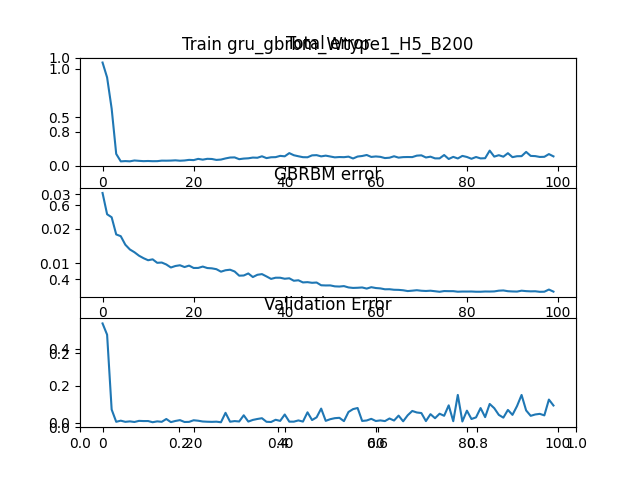 Total error
Train gru_gbrbm_Wtype1_H5_B200
1.0
1.0
0.5
0.8
0.0
0 20 40 60 80 100
GBRBM error
0.03
0.6
0.02
0.01
0.4
0 20 40 60 80 100
Validation Error
0.4
0.2
0.2
0.0
0.0
0.0 0 0.2 20 0.4 40 0.6 60 80 0.8 100 1.0